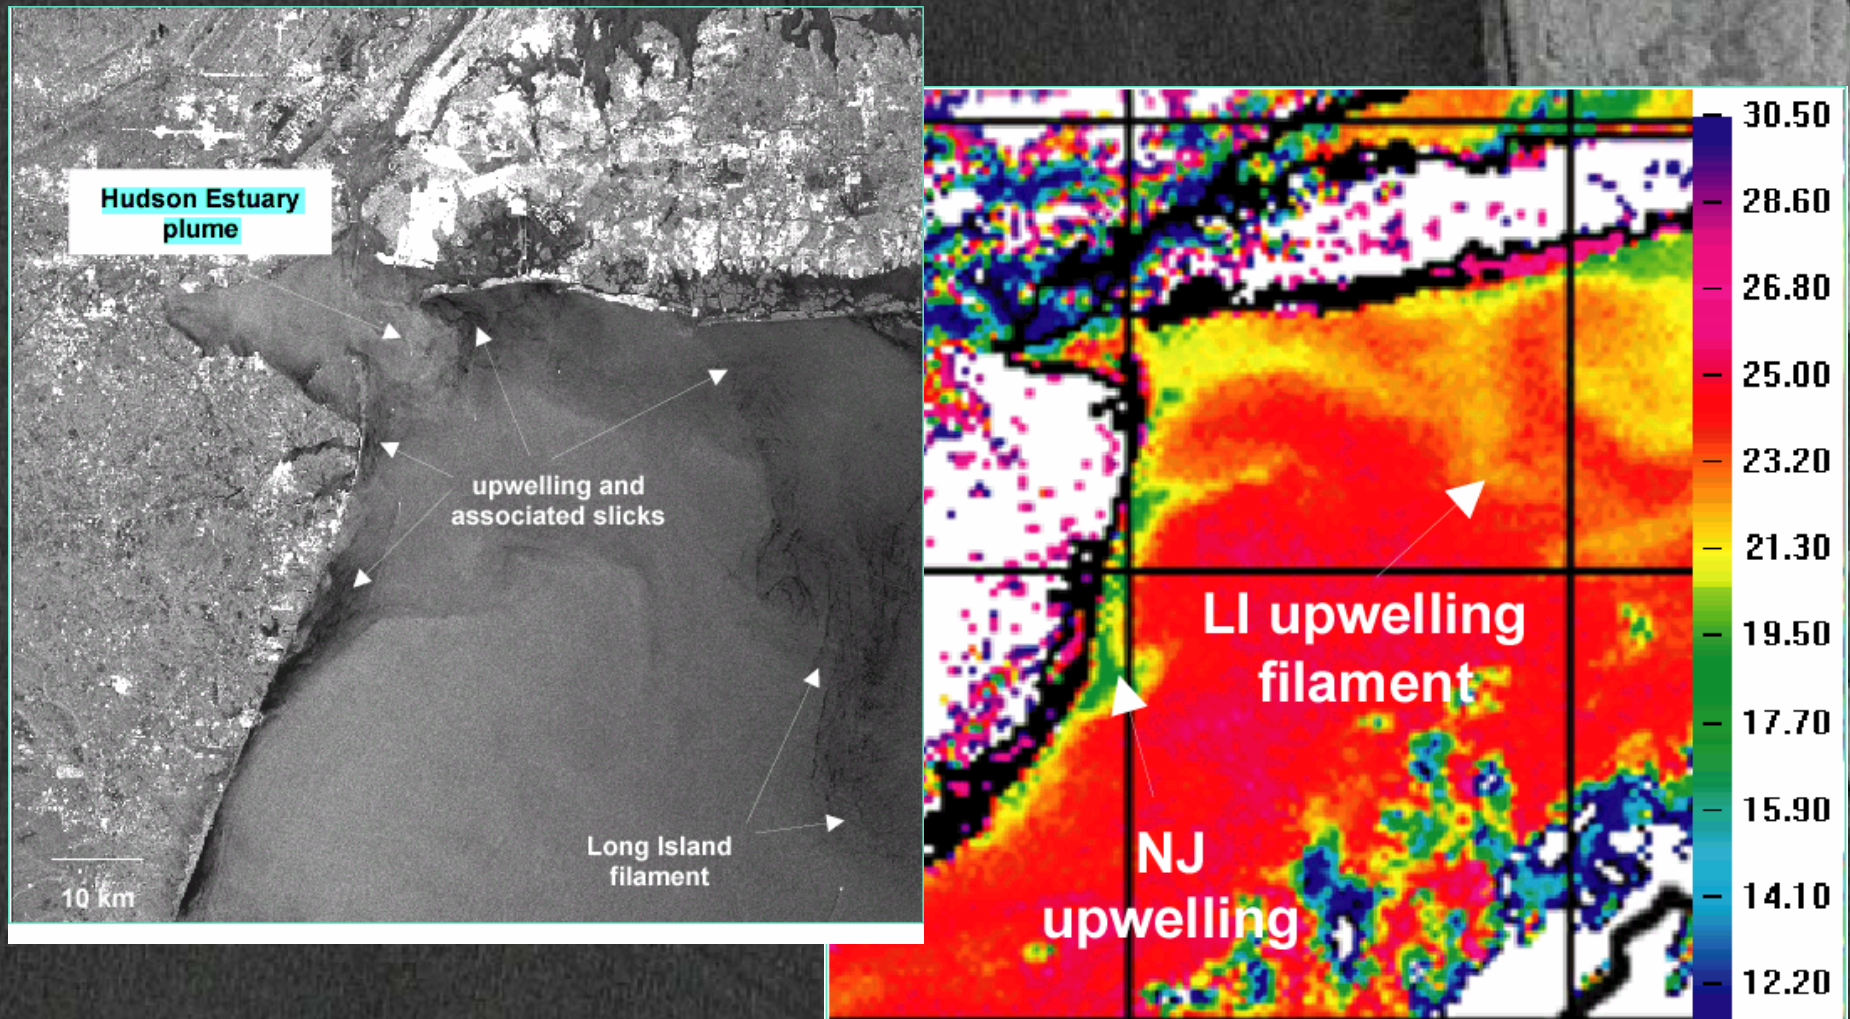 Hudson Estuary
plume
upwelling and
associated slicks
Long Island
filament
10 km
LI upwelling
filament
NJ
upwelling
30.50
28.60
26.80
25.00
23.20
21.30
19.50
17.70
15.90
14.10
12.20